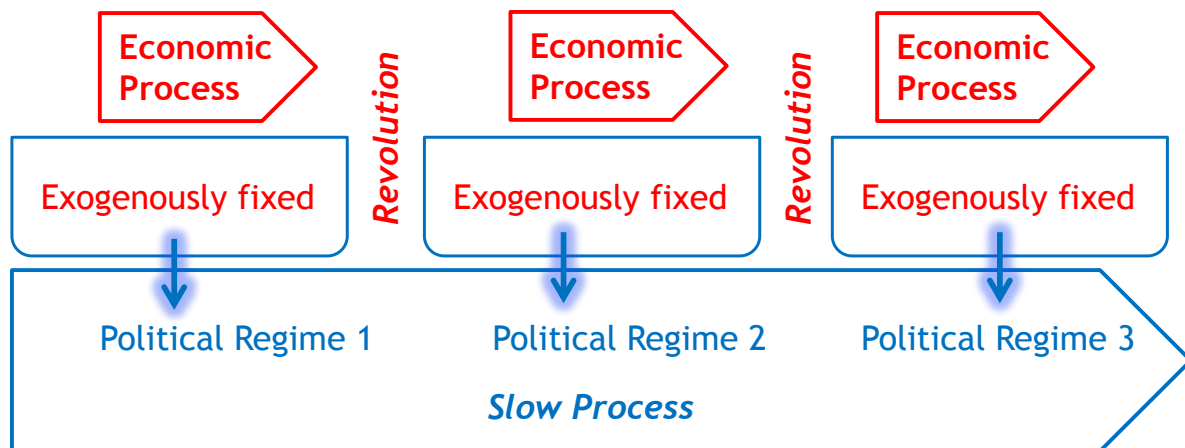 Economic
Process
Revolution
Economic
Process
Revolution
Economic
Process
Exogenously fixed
Exogenously fixed
Exogenously fixed
Political Regime 1
Political Regime 2
Political Regime 3
Slow Process